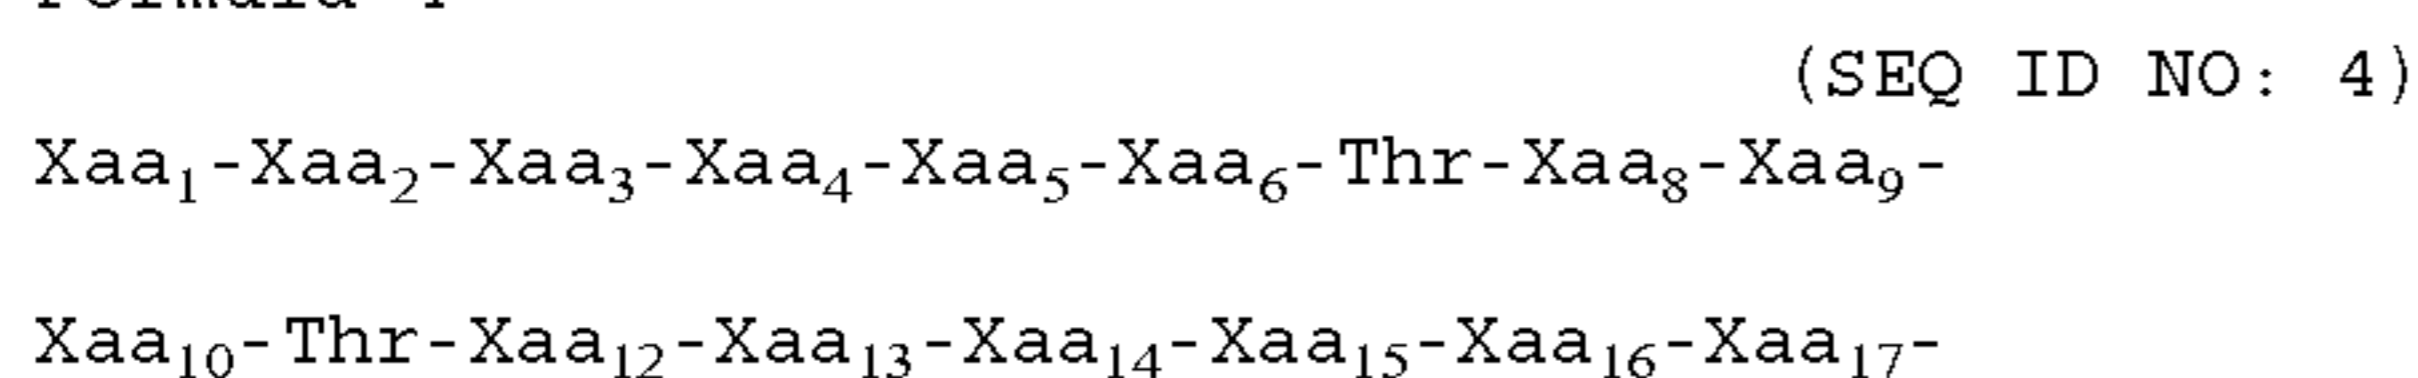 (SEQ ID NO: 4)
Xaa₁-Xaa₂-Xaa₃-Xaa₄-Xaa₅-Xaa₆-Thr-Xaa₈-Xaa₉-
Xaa₁₀-Thr-Xaa₁₂-Xaa₁₃-Xaa₁₄-Xaa₁₅-Xaa₁₆-Xaa₁₇-